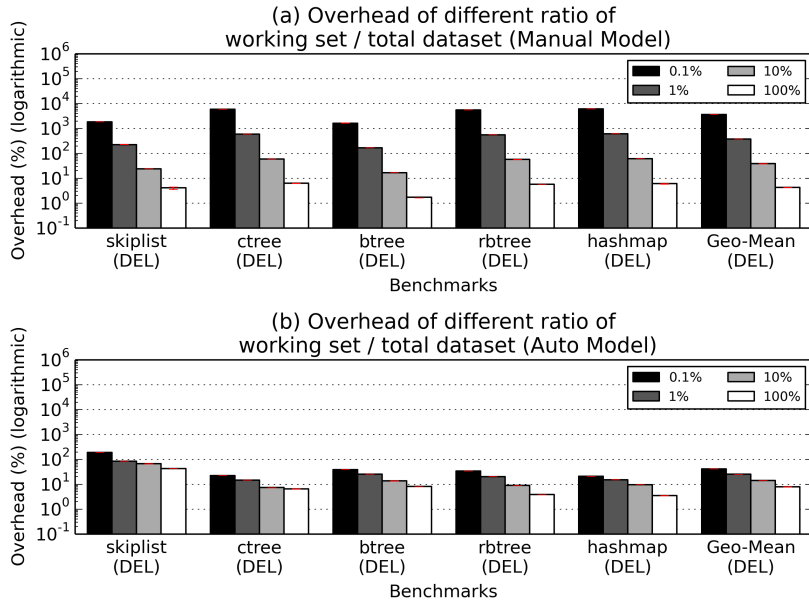 (a) Overhead of different ratio of
working set / total dataset (Manual Model)
Overhead (%) (logarithmic)
10^6
10^5
10^4
10^3
10^2
10^1
10^0
10^-1
0.1% 10%
1% 100%
skiplist ctree btree rbtree hashmap Geo-Mean
(DEL) (DEL) (DEL) (DEL) (DEL) (DEL)
Benchmarks
(b) Overhead of different ratio of
working set / total dataset (Auto Model)
Overhead (%) (logarithmic)
10^6
10^5
10^4
10^3
10^2
10^1
10^0
10^-1
0.1% 10%
1% 100%
skiplist ctree btree rbtree hashmap Geo-Mean
(DEL) (DEL) (DEL) (DEL) (DEL) (DEL)
Benchmarks